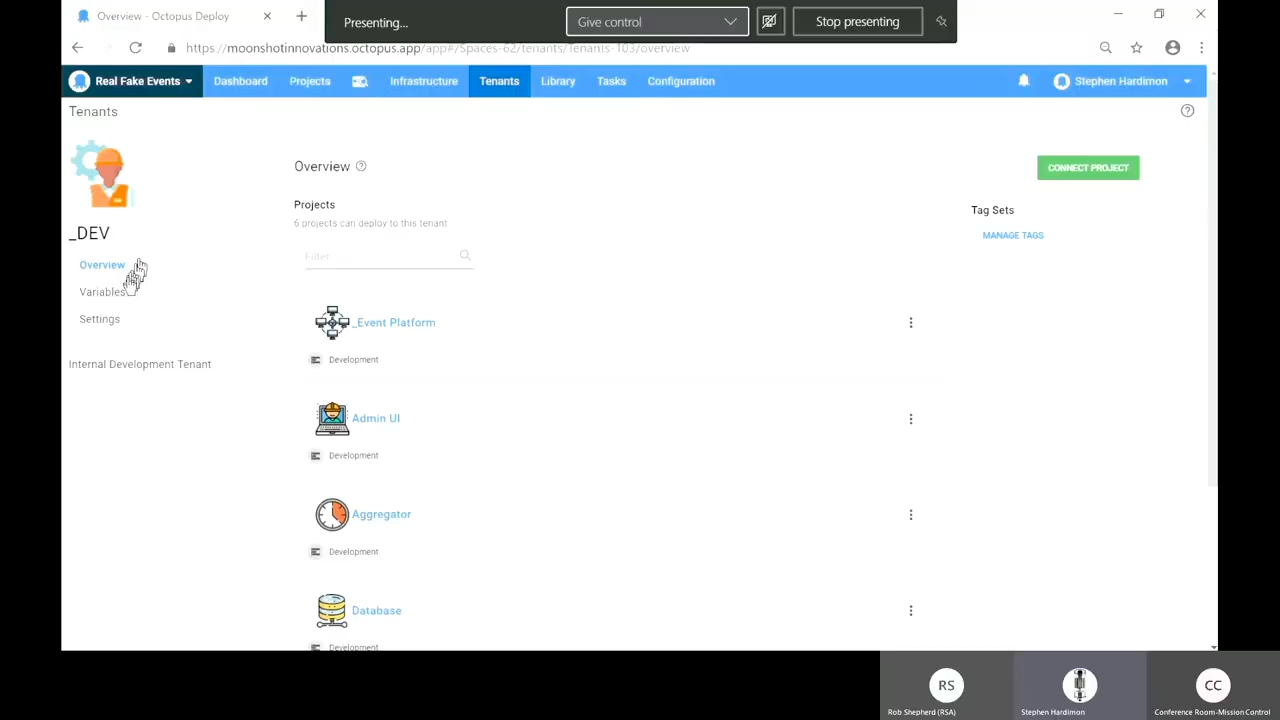 Overview - Octopus Deploy
Presenting...
Give control
Stop presenting
https://moonshotinnovations.octopus.app/app#/Spaces-62/tenants/Tenants-103/overview
Real Fake Events
Dashboard
Projects
Infrastructure
Tenants
Library
Tasks
Configuration
Stephen Hardimon
Tenants
Overview
CONNECT PROJECT
Projects
6 projects can deploy to this tenant
Tag Sets
MANAGE TAGS
_DEV
Filter...
Overview
Variables
Settings
Internal Development Tenant
_Event Platform
Development
Admin UI
Development
Aggregator
Development
Database
Development
RS
CC
Rob Shepherd (RSA)
Stephen Hardimon
Conference Room-Mission Control